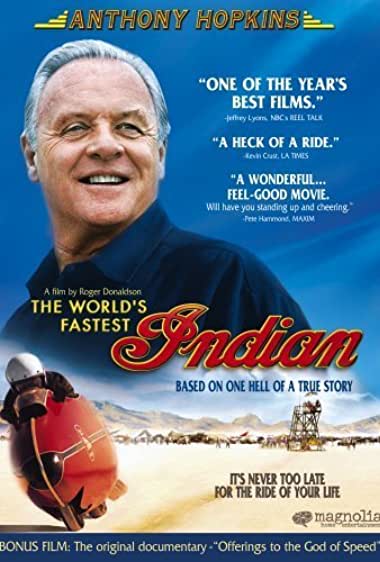 ANTHONY HOPKINS
"ONE OF THE YEAR'S
BEST FILMS."
-Jeffrey Lyons, NBC's REEL TALK
"A HECK OF A RIDE."
-Kevin Crust, LA TIMES
"A WONDERFUL...
FEEL-GOOD MOVIE.
Will have you standing up and cheering."
-Pete Hammond, MAXIM
A film by Roger Donaldson
THE WORLD'S
FASTEST
Indian
BASED ON ONE HELL OF A TRUE STORY
IT'S NEVER TOO LATE
FOR THE RIDE OF YOUR LIFE
magnolia
home entertainment
BONUS FILM: The original documentary -"Offerings to the God of Speed"